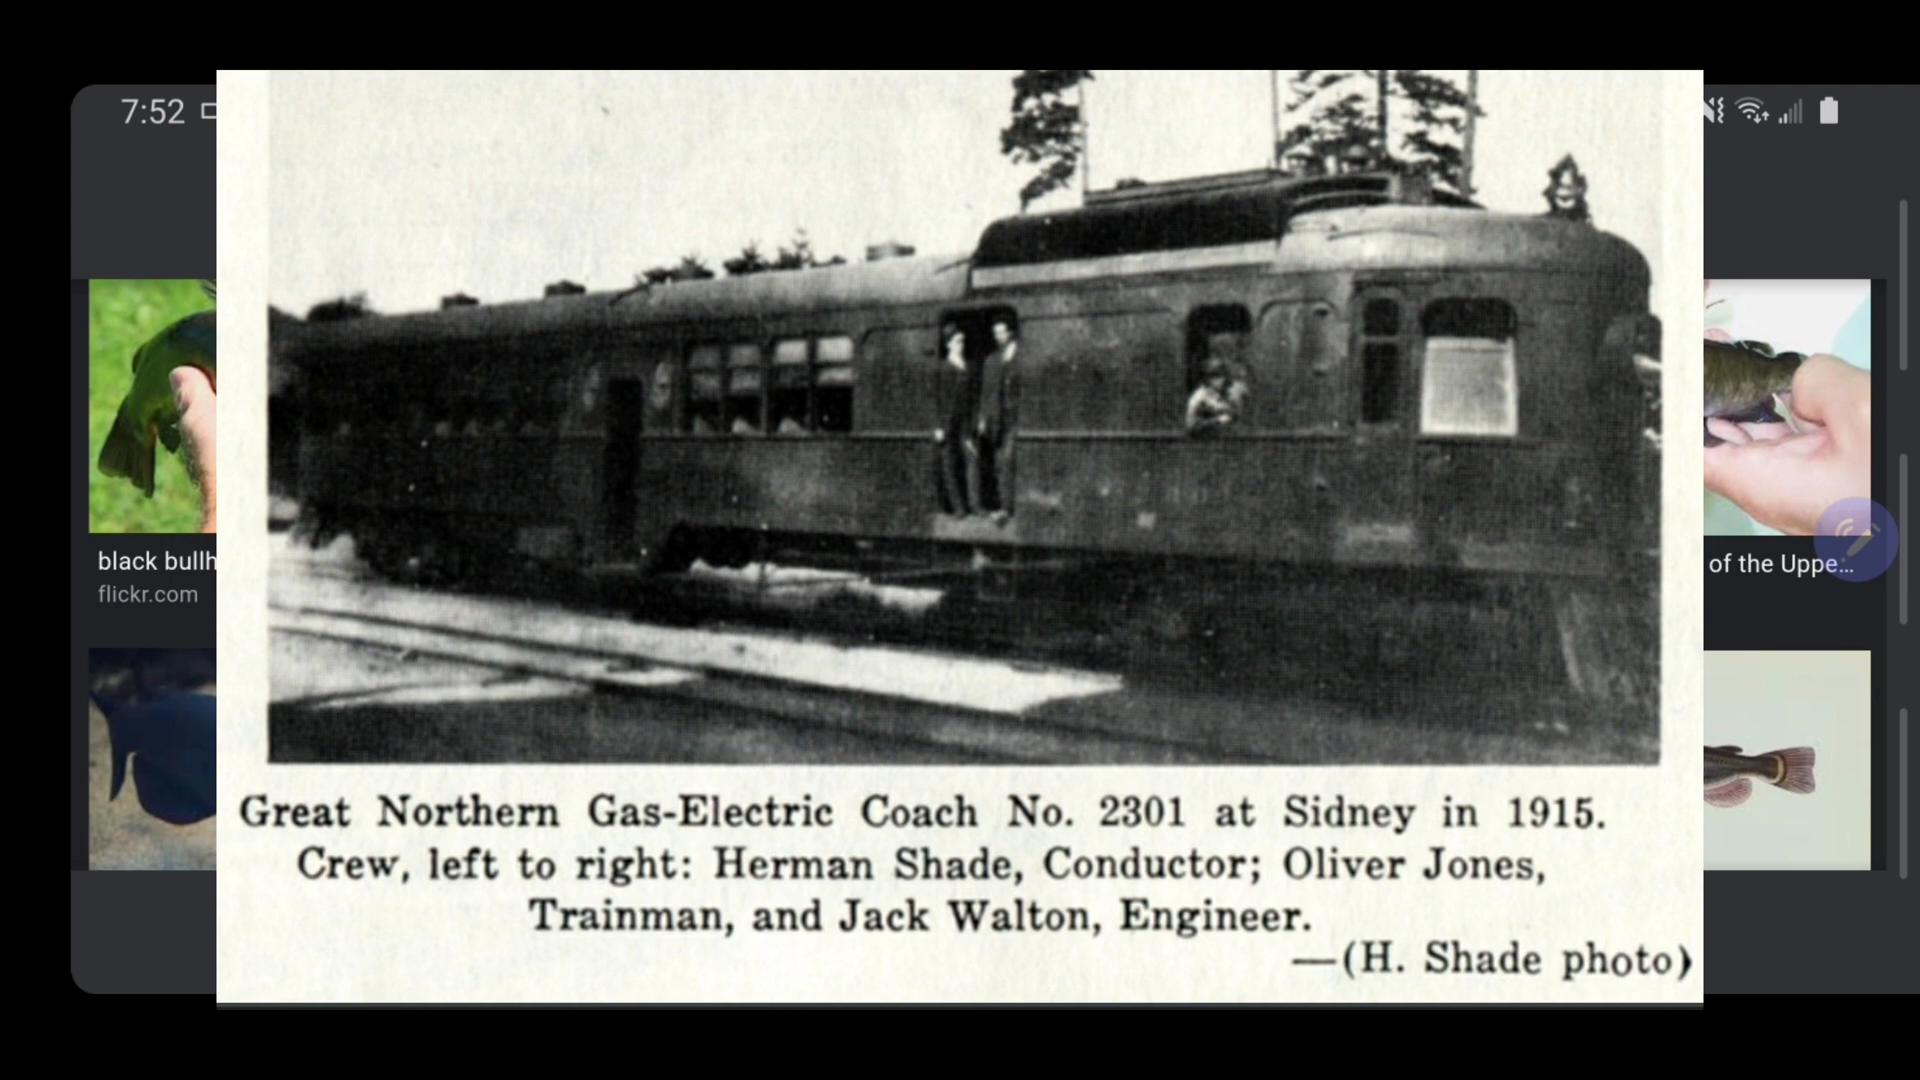 7:52
black bullh
flickr.com
of the Uppe...
Great Northern Gas-Electric Coach No. 2301 at Sidney in 1915.
Crew, left to right: Herman Shade, Conductor; Oliver Jones,
Trainman, and Jack Walton, Engineer.
—(H. Shade photo)